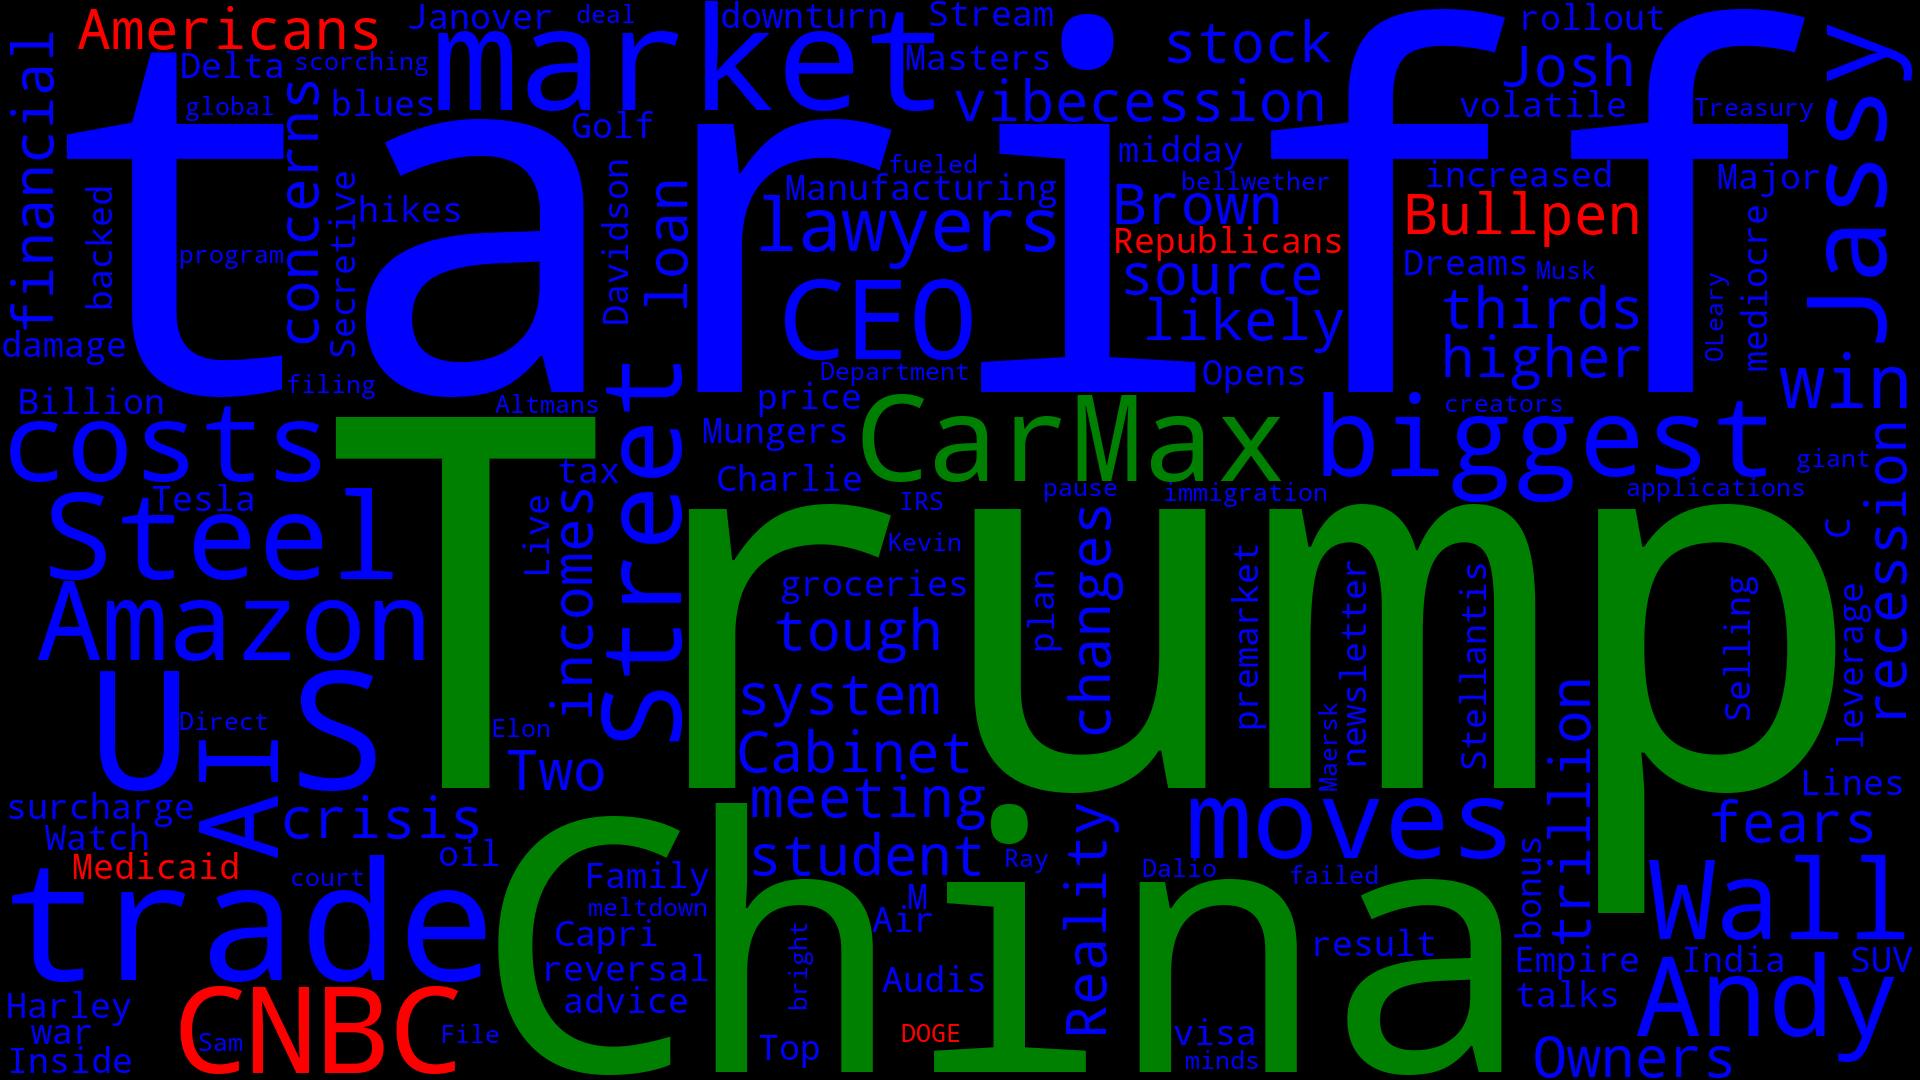 Americans
Janover
deal
downturn
Stream
rollout
market
Masters
stock
Josh
Delta
scorching
global
blues
vibecession
volatile
Treasury
Jassy
financial
concerns
Golf
tariff
midday
fueled
bellwether
increased
Major
Manufacturing
lawyers
Brown
Bullpen
backed
Secretive
hikes
Davidson
loan
Republicans
program
source
Dreams
Musk
mediocre
CEO
likely
thirds
OLeary
damage
higher
filing
Department
Opens
win
Billion
Altmans
price
CarMax
biggest
creators
costs
Street
Mungers
tax
Charlie
giant
Tesla
Steel
Live
incomes
IRS
pause
immigration
applications
C
recession
Kevin
Trump
changes
Amazon
groceries
plan
premarket
newsletter
Stellantis
Selling
leverage
tough
U
S
Direct
system
Elon
Cabinet
Maersk
Two
trillion
Lines
AI
surcharge
crisis
meeting
moves
fears
Watch
Medicaid
oil
student
Ray
Reality
Dalio
failed
bonus
court
Family
Wall
trade
meltdown
M
Air
China
Capri
result
reversal
bright
Audis
Empire
India
SUV
advice
talks
Andy
Harley
CNBC
war
Sam
File
Top
DOGE
visa
Inside
minds
Owners